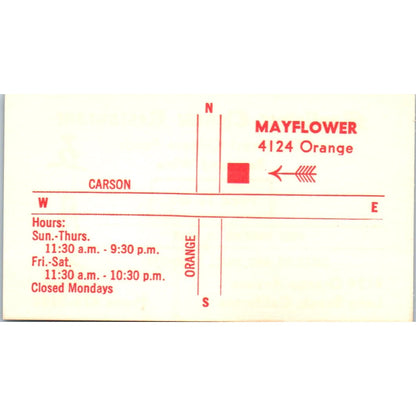 N
MAYFLOWER
4124 Orange
CARSON
W
E
Hours:
Sun.-Thurs.
11:30 a.m. - 9:30 p.m.
Fri.-Sat.
11:30 a.m. - 10:30 p.m.
Closed Mondays
ORANGE
S